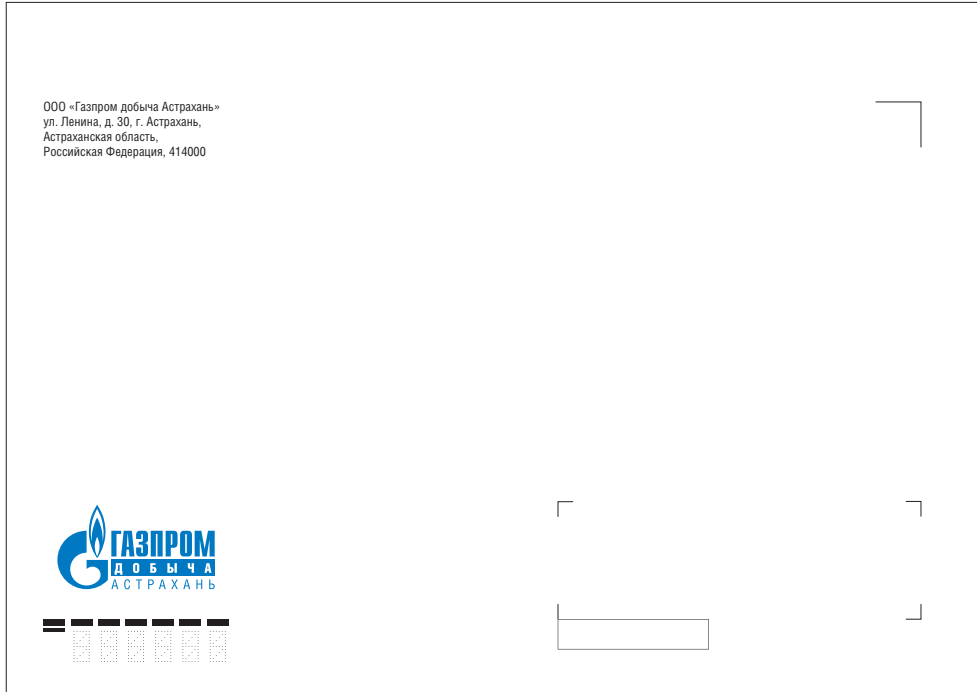 ООО «Газпром добыча Астрахань»
ул. Ленина, д. 30, г. Астрахань,
Астраханская область,
Российская Федерация, 414000
ГАЗПРОМ
ДОБЫЧА
АСТРАХАНЬ